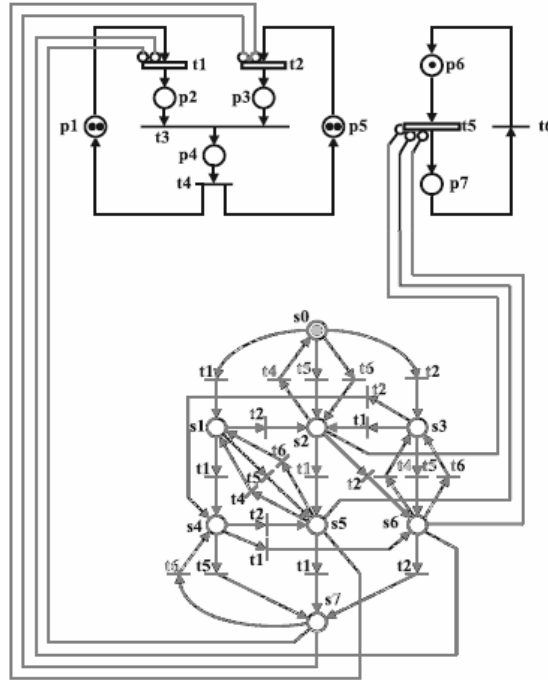 t1 t2 p6
p2 p3
p1 t3 p5 t5 t6
p4 p7
t4
s0
t1 t4 t5 t6 t2
t2
s1 t2 s2 t1 s3
t6
t1 t5 t1 t2 t4 t5 t6
t4
s4 t2 s5 s6
t1
t6 t5 t1 t2
s7